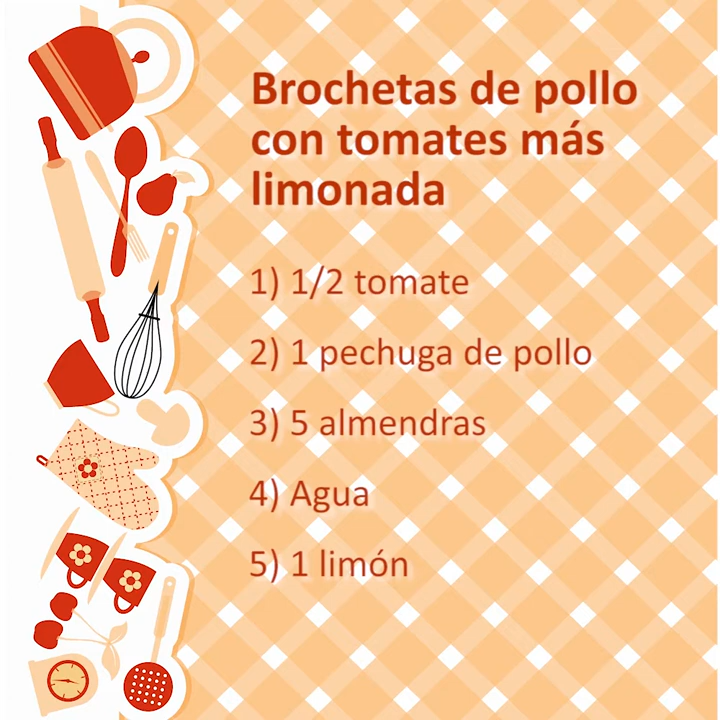 Brochetas de pollo
con tomates más
limonada
1) 1/2 tomate
2) 1 pechuga de pollo
3) 5 almendras
4) Agua
5) 1 limón